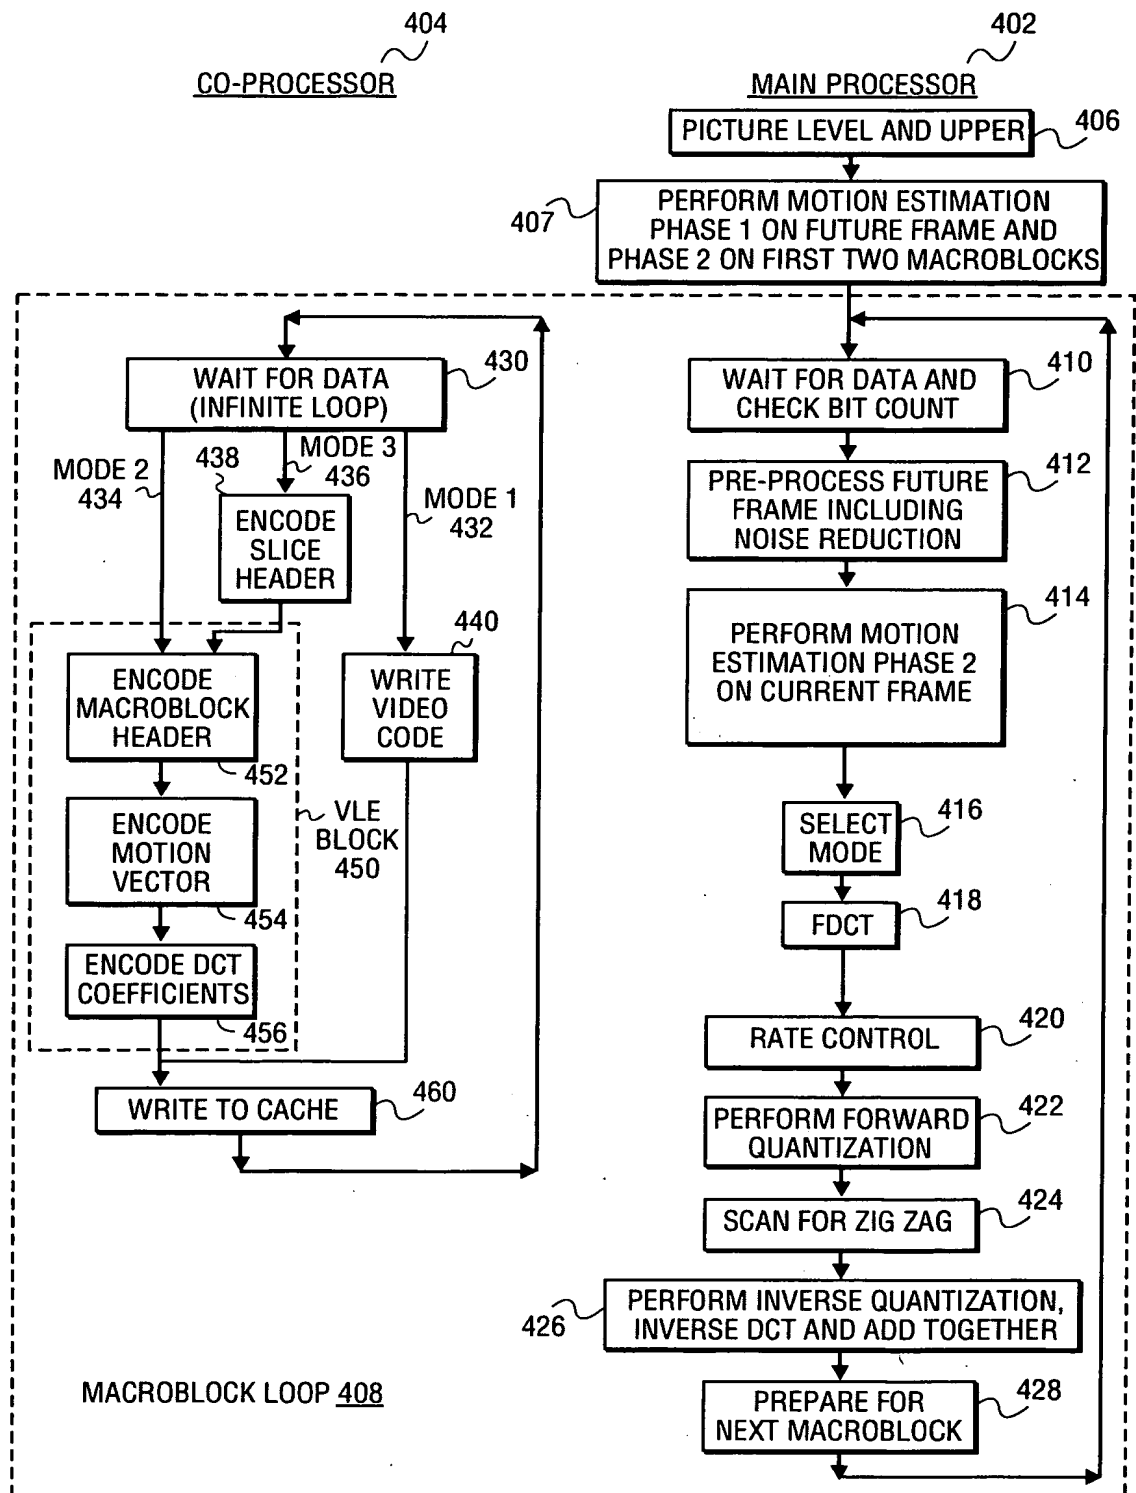 404
CO-PROCESSOR
402
MAIN PROCESSOR
PICTURE LEVEL AND UPPER
406
407
PERFORM MOTION ESTIMATION
PHASE 1 ON FUTURE FRAME AND
PHASE 2 ON FIRST TWO MACROBLOCKS
WAIT FOR DATA
(INFINITE LOOP)
430
MODE 2
434
438
MODE 3
436
MODE 1
432
ENCODE
SLICE
HEADER
440
WRITE
VIDEO
CODE
ENCODE
MACROBLOCK
HEADER
452
ENCODE
MOTION
VECTOR
454
VLE
BLOCK
450
ENCODE DCT
COEFFICIENTS
456
WRITE TO CACHE
460
WAIT FOR DATA AND
CHECK BIT COUNT
410
PRE-PROCESS FUTURE
FRAME INCLUDING
NOISE REDUCTION
412
PERFORM MOTION
ESTIMATION PHASE 2
ON CURRENT FRAME
414
SELECT
MODE
416
FDCT
418
RATE CONTROL
420
PERFORM FORWARD
QUANTIZATION
422
SCAN FOR ZIG ZAG
424
PERFORM INVERSE QUANTIZATION,
INVERSE DCT AND ADD TOGETHER
426
PREPARE FOR
NEXT MACROBLOCK
428
MACROBLOCK LOOP 408